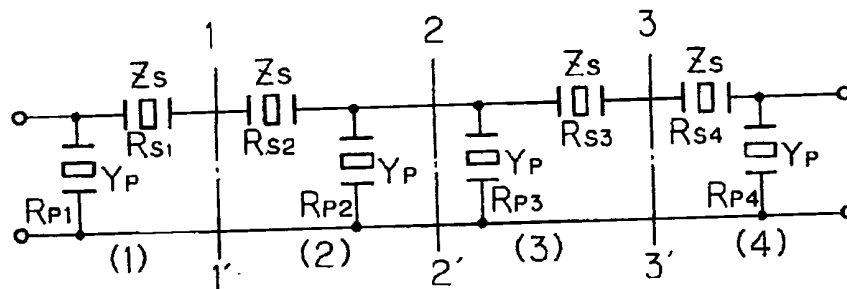 1 2 3
Zs Zs Zs Zs
Rs1 Rs2 Rs3 Rs4
Yp Yp Yp Yp
Rp1 Rp2 Rp3 Rp4
(1) (2) (3) (4)
1' 2' 3'